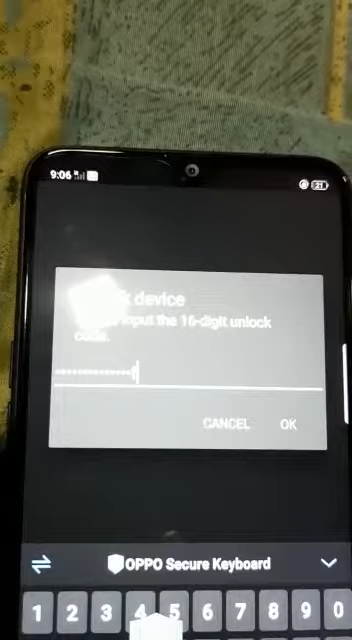 9:06
21
device
input the 16-digit unlock
CANCEL OK
OPPO Secure Keyboard
1 2 3 4 5 6 7 8 9 0